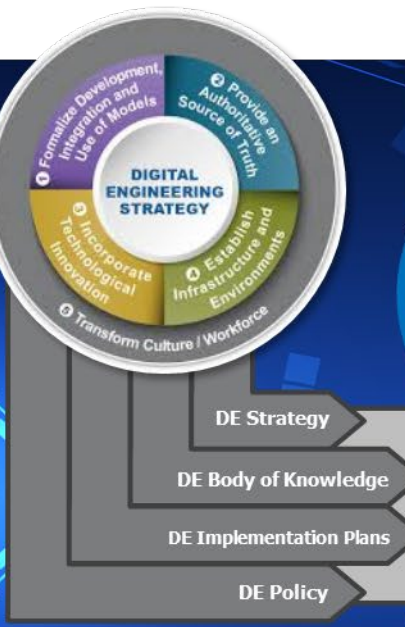 ❶ Formalize Development,
Integration and
Use of Models
❷ Provide an
Authoritative
Source of Truth
DIGITAL
ENGINEERING
STRATEGY
❸ Incorporate
Technological
Innovation
❹ Establish
Infrastructure and
Environments
❺ Transform Culture / Workforce
DE Strategy
DE Body of Knowledge
DE Implementation Plans
DE Policy